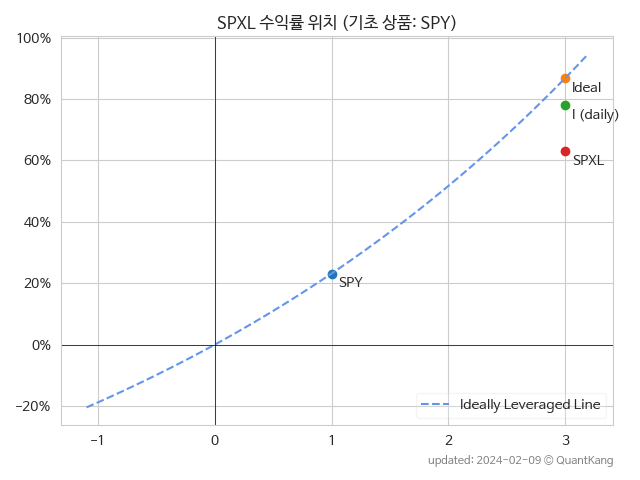 SPXL 수익률 위치 (기초 상품: SPY)
100%
80%
60%
40%
20%
0%
−20%
Ideal
I (daily)
SPXL
SPY
Ideally Leveraged Line
−1
0
1
2
3
updated: 2024-02-09 © QuantKang